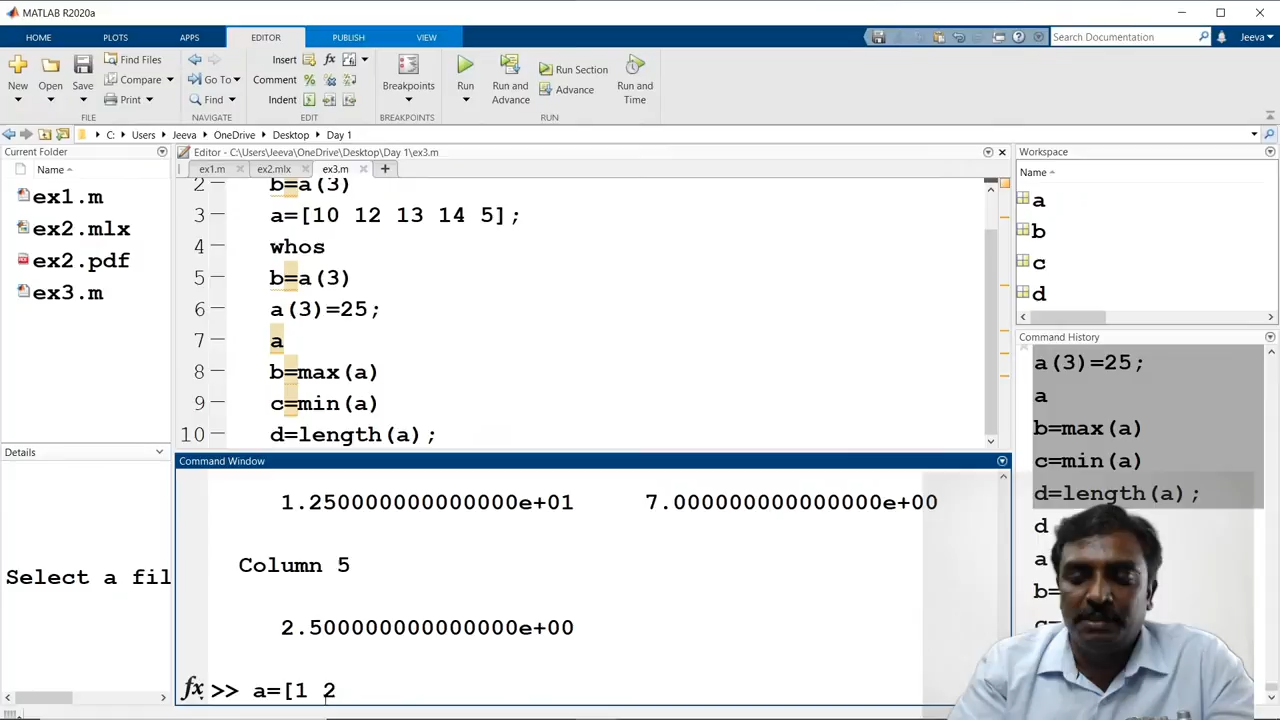 MATLAB R2020a
HOME PLOTS APPS EDITOR PUBLISH VIEW Search Documentation Jeeva
New Open Save Find Files Compare Print Go To Find Insert Comment Indent fx Breakpoints Run Run and Advance Run Section Advance Run and Time
FILE NAVIGATE EDIT BREAKPOINTS RUN
C: Users Jeeva OneDrive Desktop Day 1
Current Folder
Name
ex1.m
ex2.mlx
ex2.pdf
ex3.m
Details
Select a fil
Editor - C:\Users\Jeeva\OneDrive\Desktop\Day 1\ex3.m
ex1.m ex2.mlx ex3.m
2 b=a(3)
3 a=[10 12 13 14 5];
4 whos
5 b=a(3)
6 a(3)=25;
7 a
8 b=max(a)
9 c=min(a)
10 d=length(a);
Command Window
1.250000000000000e+01 7.000000000000000e+00
Column 5
2.500000000000000e+00
fx >> a=[1 2
Workspace
Name
a
b
c
d
Command History
a(3)=25;
a
b=max(a)
c=min(a)
d=length(a);
d
a
b=